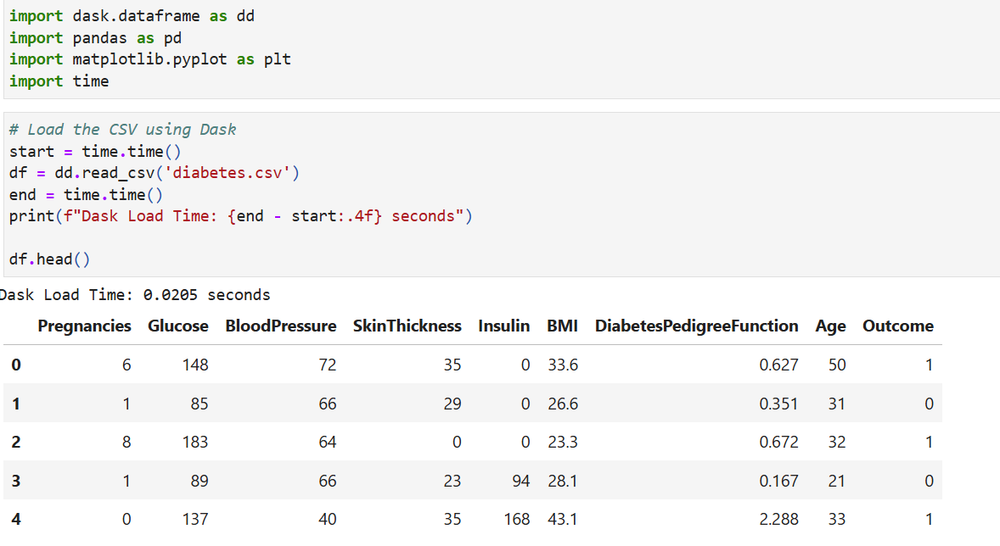 import dask.dataframe as dd
import pandas as pd
import matplotlib.pyplot as plt
import time
# Load the CSV using Dask
start = time.time()
df = dd.read_csv('diabetes.csv')
end = time.time()
print(f"Dask Load Time: {end - start:.4f} seconds")
df.head()
Dask Load Time: 0.0205 seconds
Pregnancies Glucose BloodPressure SkinThickness Insulin BMI DiabetesPedigreeFunction Age Outcome
0 6 148 72 35 0 33.6 0.627 50 1
1 1 85 66 29 0 26.6 0.351 31 0
2 8 183 64 0 0 23.3 0.672 32 1
3 1 89 66 23 94 28.1 0.167 21 0
4 0 137 40 35 168 43.1 2.288 33 1